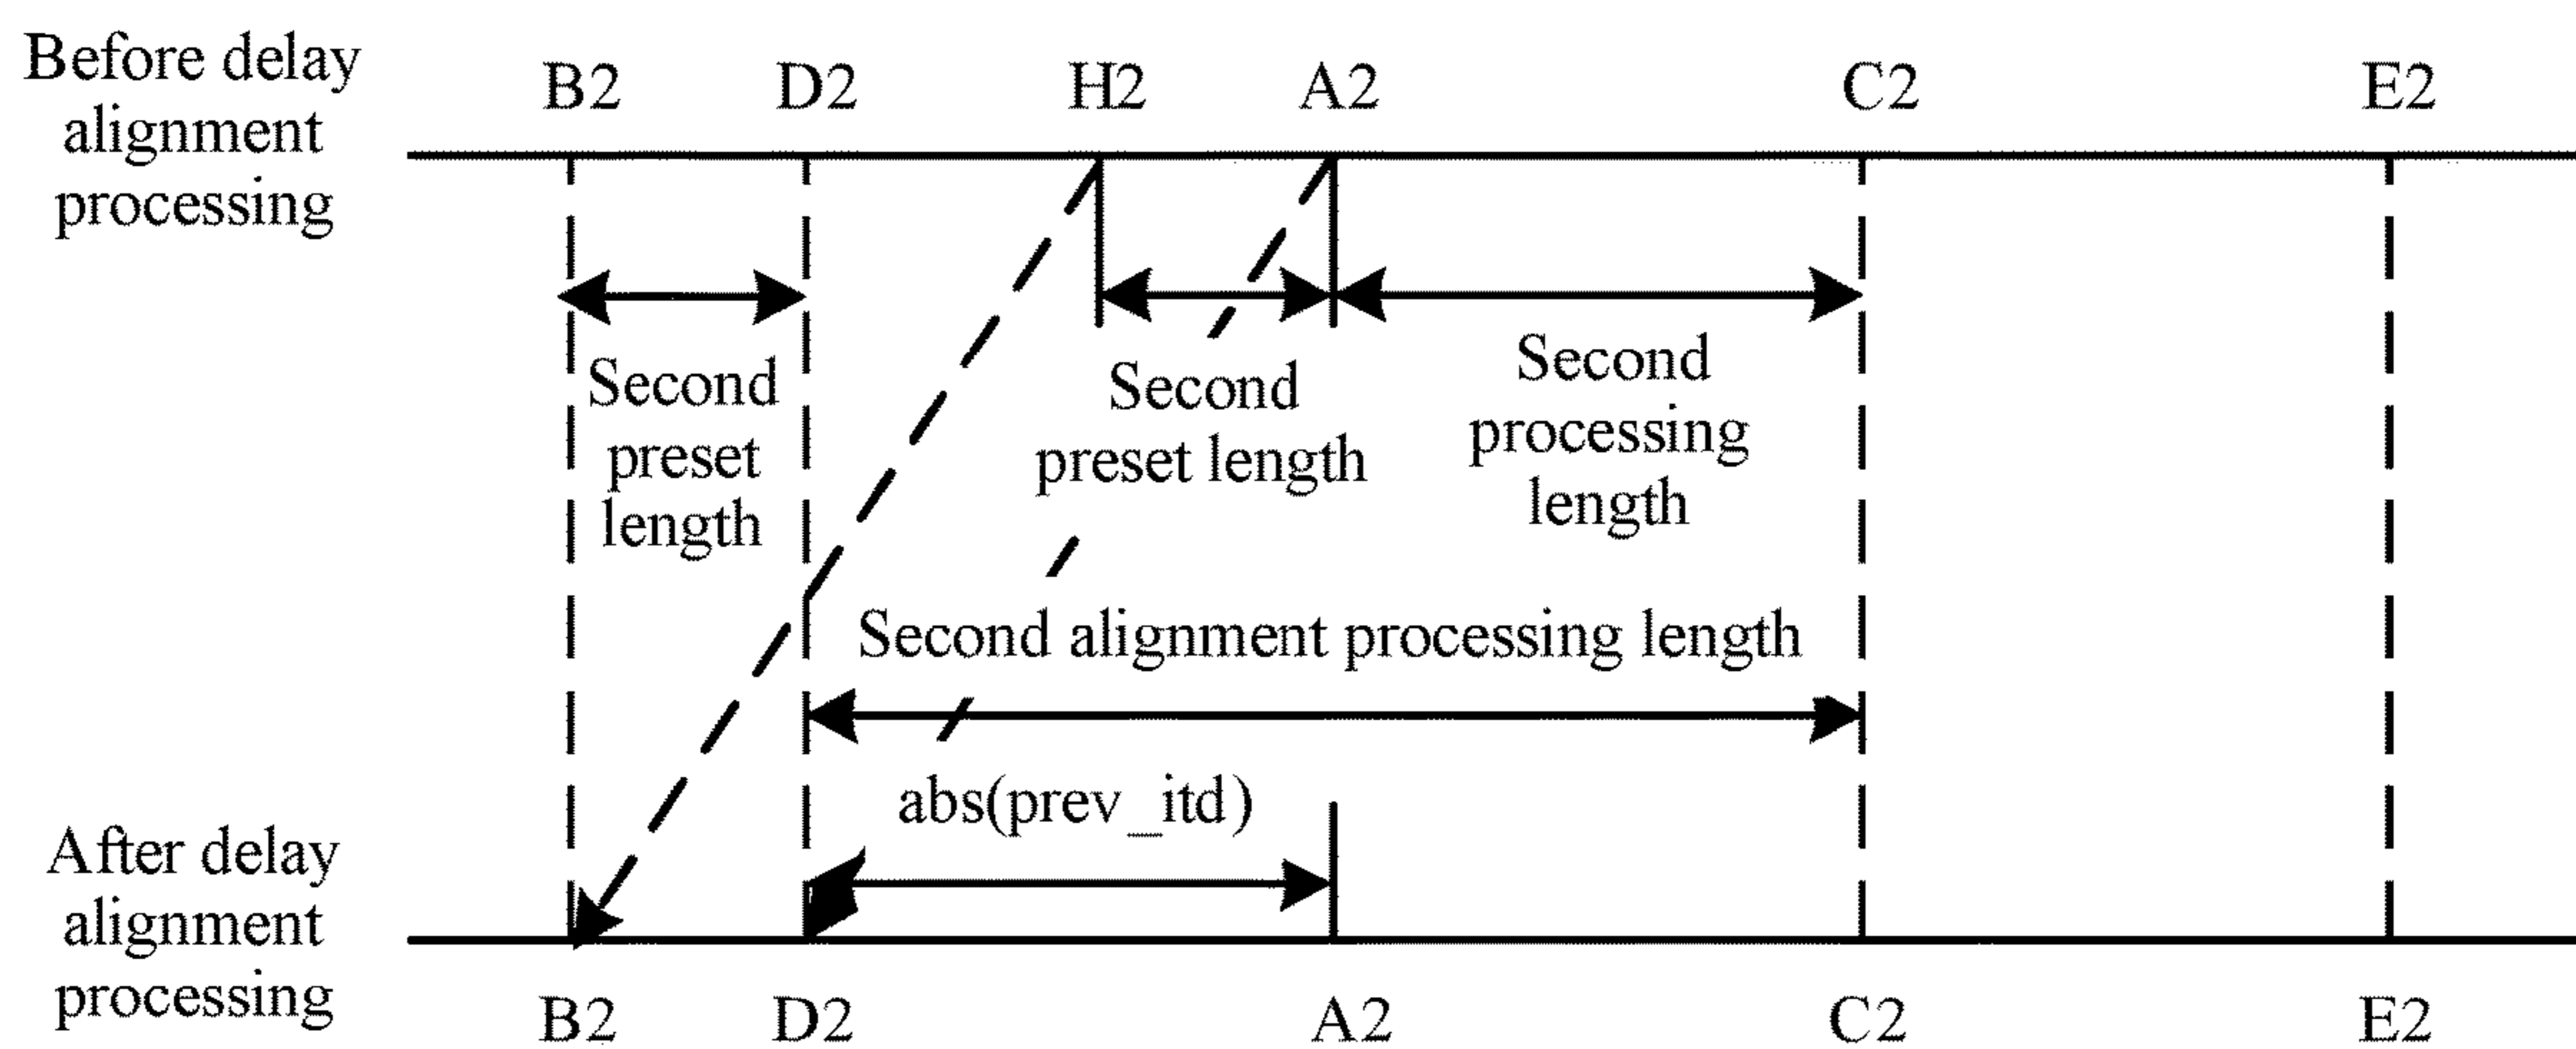 Before delay
alignment
processing
B2 D2 H2 A2 C2 E2
Second
preset
length
Second
preset length
Second
processing
length
Second alignment processing length
abs(prev_itd)
After delay
alignment
processing
B2 D2 A2 C2 E2